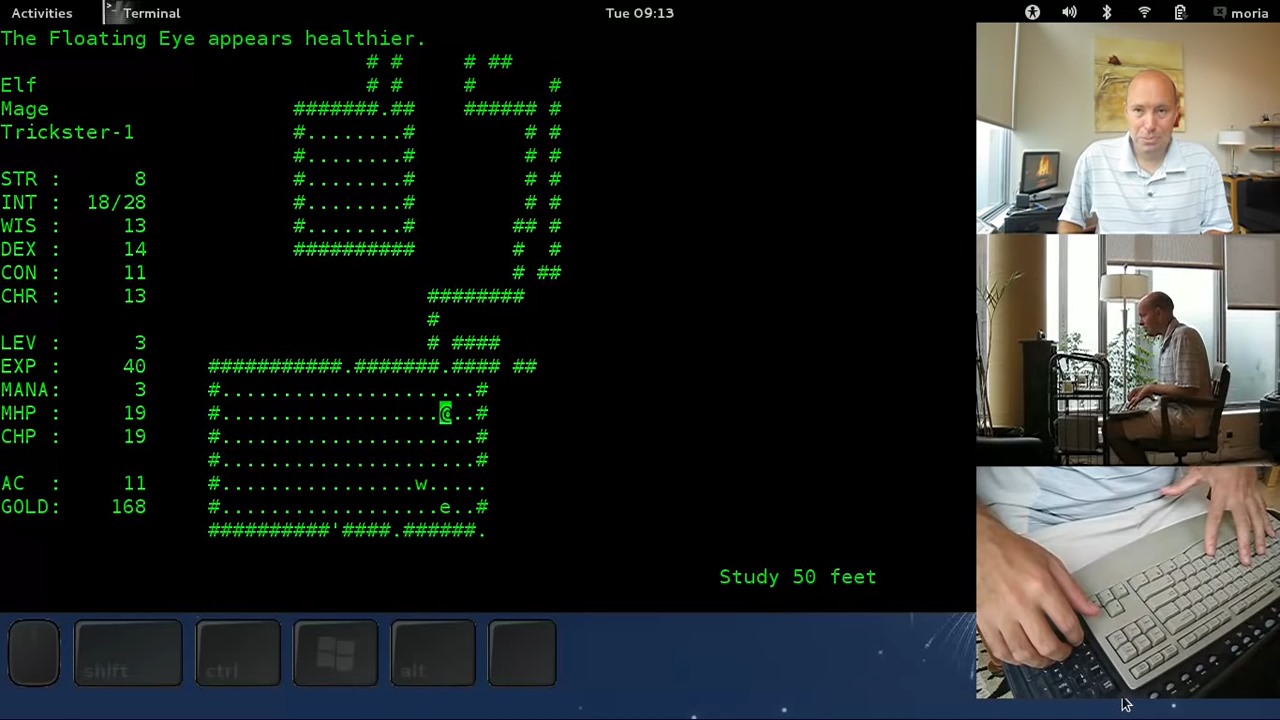 Activities Terminal Tue 09:13 moria
The Floating Eye appears healthier.
# # # ##
Elf # # # #
Mage #######.## ###### #
Trickster-1 #........# # #
#........# # #
STR : 8 #........# # #
INT : 18/28 #........# # #
WIS : 13 #........# ## #
DEX : 14 ########## # #
CON : 11 # ##
CHR : 13 ########
#
LEV : 3 # ####
EXP : 40 ###########.#######.#### ##
MANA: 3 #.....................#
MHP : 19 #..................@..#
CHP : 19 #.....................#
#.....................#
AC : 11 #................w.....
GOLD: 168 #..................e..#
##########'####.######.
Study 50 feet
shift ctrl alt